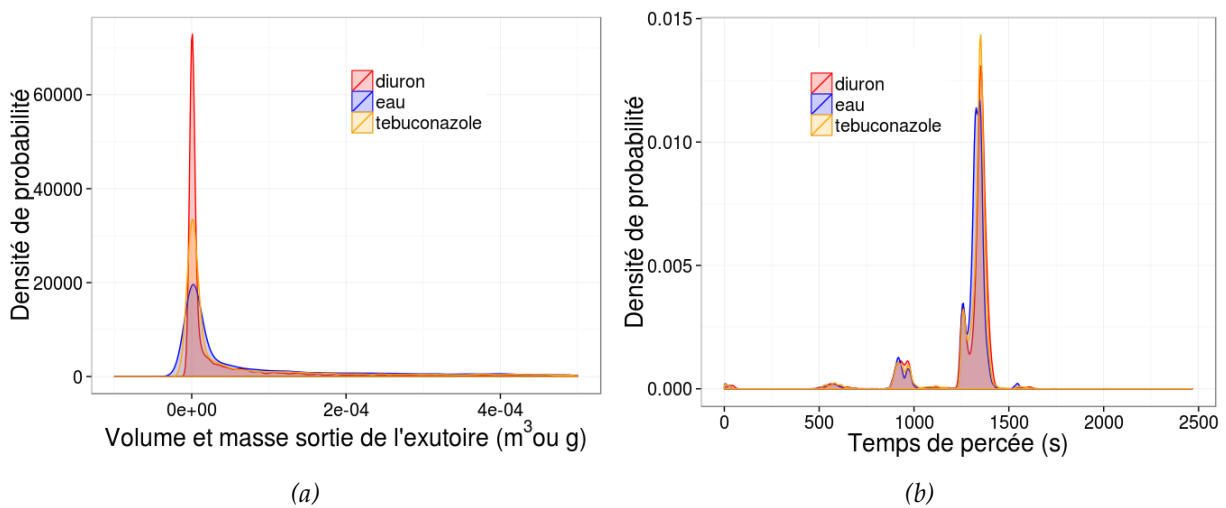 60000
40000
20000
0
Densité de probabilité
diuron
eau
tebuconazole
0e+00
2e-04
4e-04
Volume et masse sortie de l'exutoire (m³ou g)
(a)
0.015
0.010
0.005
0.000
Densité de probabilité
diuron
eau
tebuconazole
0
500
1000
1500
2000
2500
Temps de percée (s)
(b)